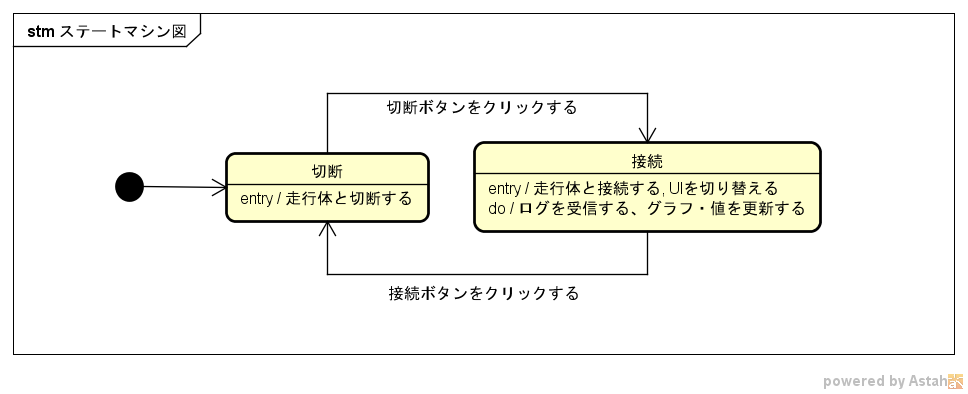 stm ステートマシン図
切断ボタンをクリックする
切断
entry / 走行体と切断する
接続
entry / 走行体と接続する, UIを切り替える
do / ログを受信する、グラフ・値を更新する
接続ボタンをクリックする
powered by Astah